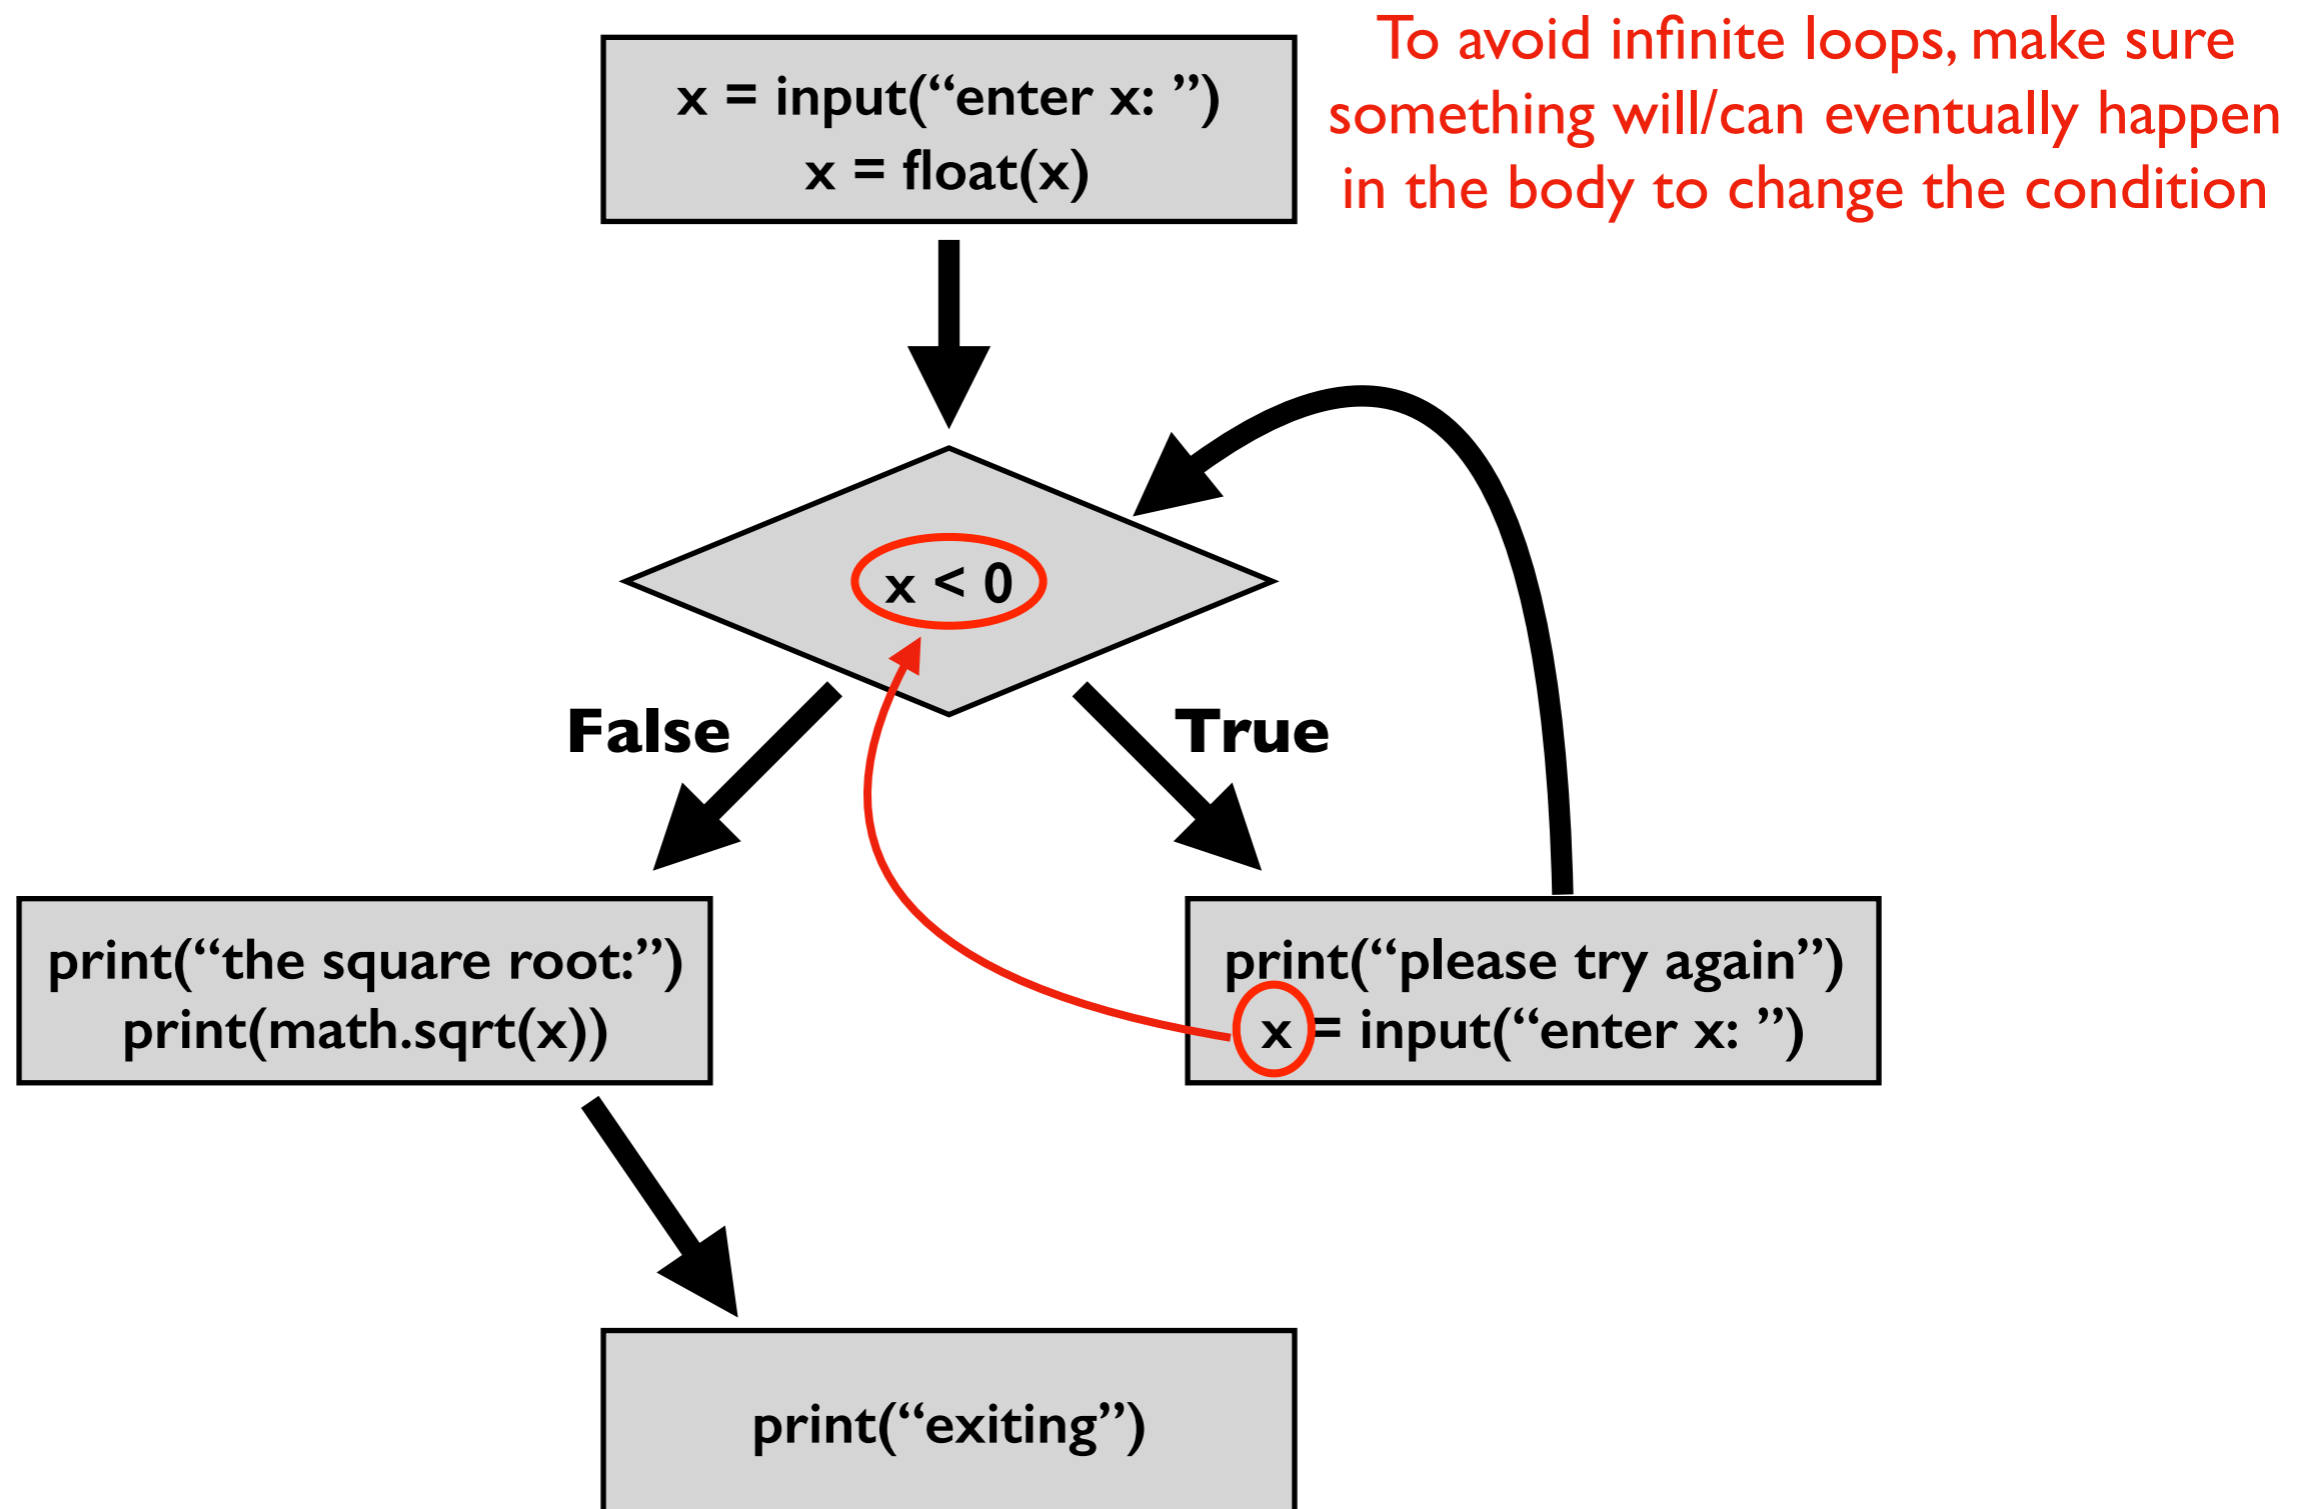 To avoid infinite loops, make sure
something will/can eventually happen
in the body to change the condition
x = input(“enter x: ”)
x = float(x)
x < 0
False
True
print(“the square root:”)
print(math.sqrt(x))
print(“please try again”)
x = input(“enter x: ”)
print(“exiting”)